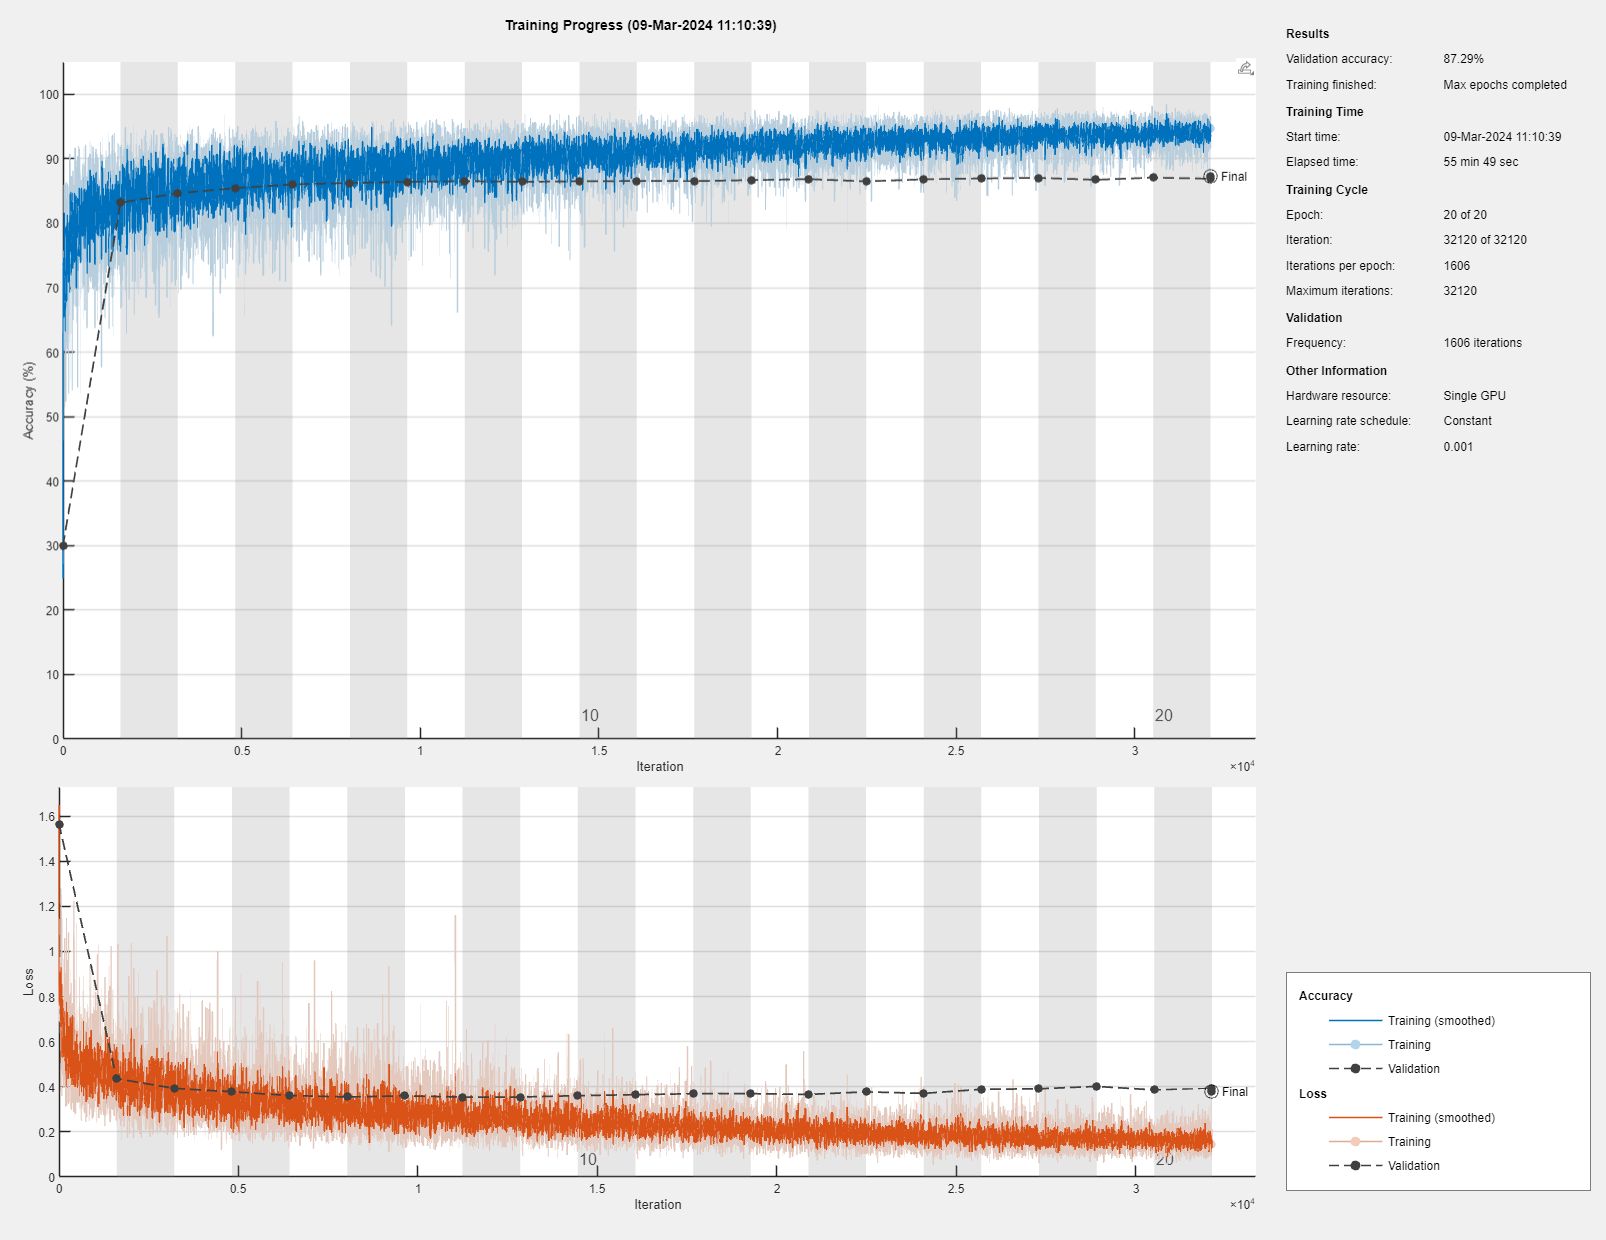 Training Progress (09-Mar-2024 11:10:39)
100
90
80
70
60
50
40
30
20
10
0
Accuracy (%)
10
20
Final
0
0.5
1
1.5
2
2.5
3
Iteration
×10⁴
1.6
1.4
1.2
1
0.8
0.6
0.4
0.2
0
Loss
10
20
Final
0
0.5
1
1.5
2
2.5
3
Iteration
×10⁴
Results
Validation accuracy: 87.29%
Training finished: Max epochs completed
Training Time
Start time: 09-Mar-2024 11:10:39
Elapsed time: 55 min 49 sec
Training Cycle
Epoch: 20 of 20
Iteration: 32120 of 32120
Iterations per epoch: 1606
Maximum iterations: 32120
Validation
Frequency: 1606 iterations
Other Information
Hardware resource: Single GPU
Learning rate schedule: Constant
Learning rate: 0.001
Accuracy
Training (smoothed)
Training
Validation
Loss
Training (smoothed)
Training
Validation